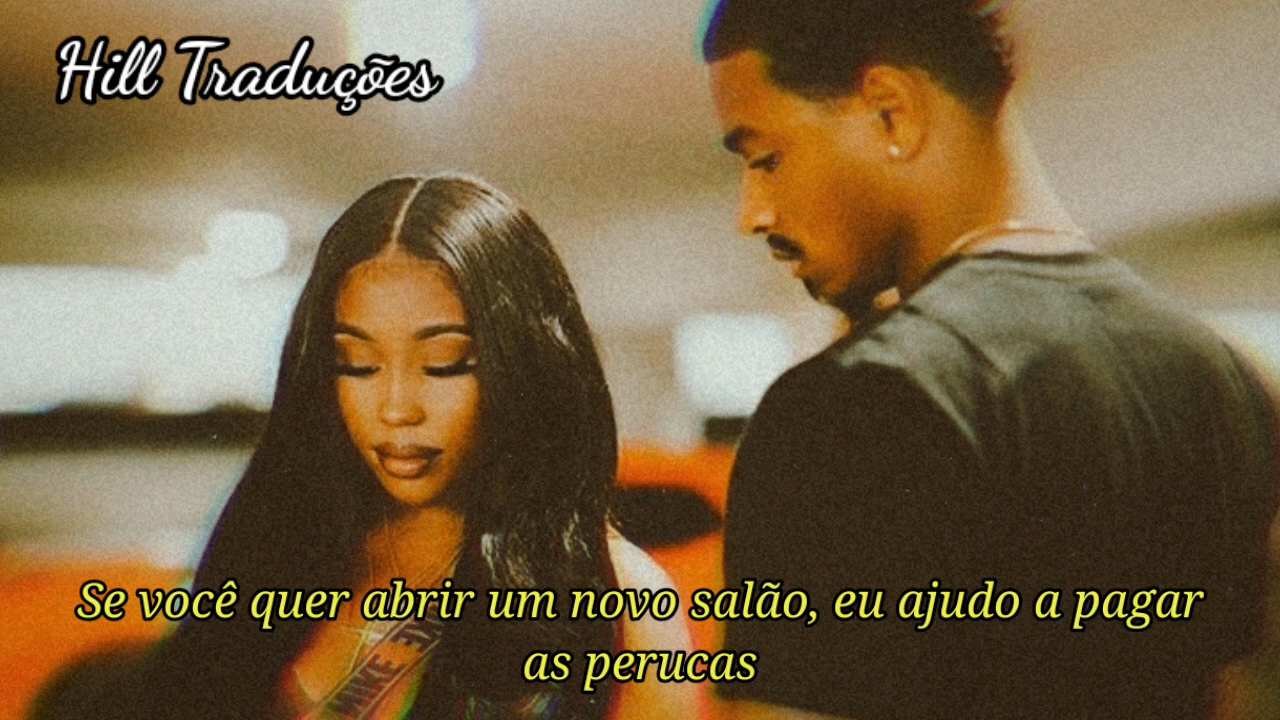 Hill Traduções
Se você quer abrir um novo salão, eu ajudo a pagar
as perucas